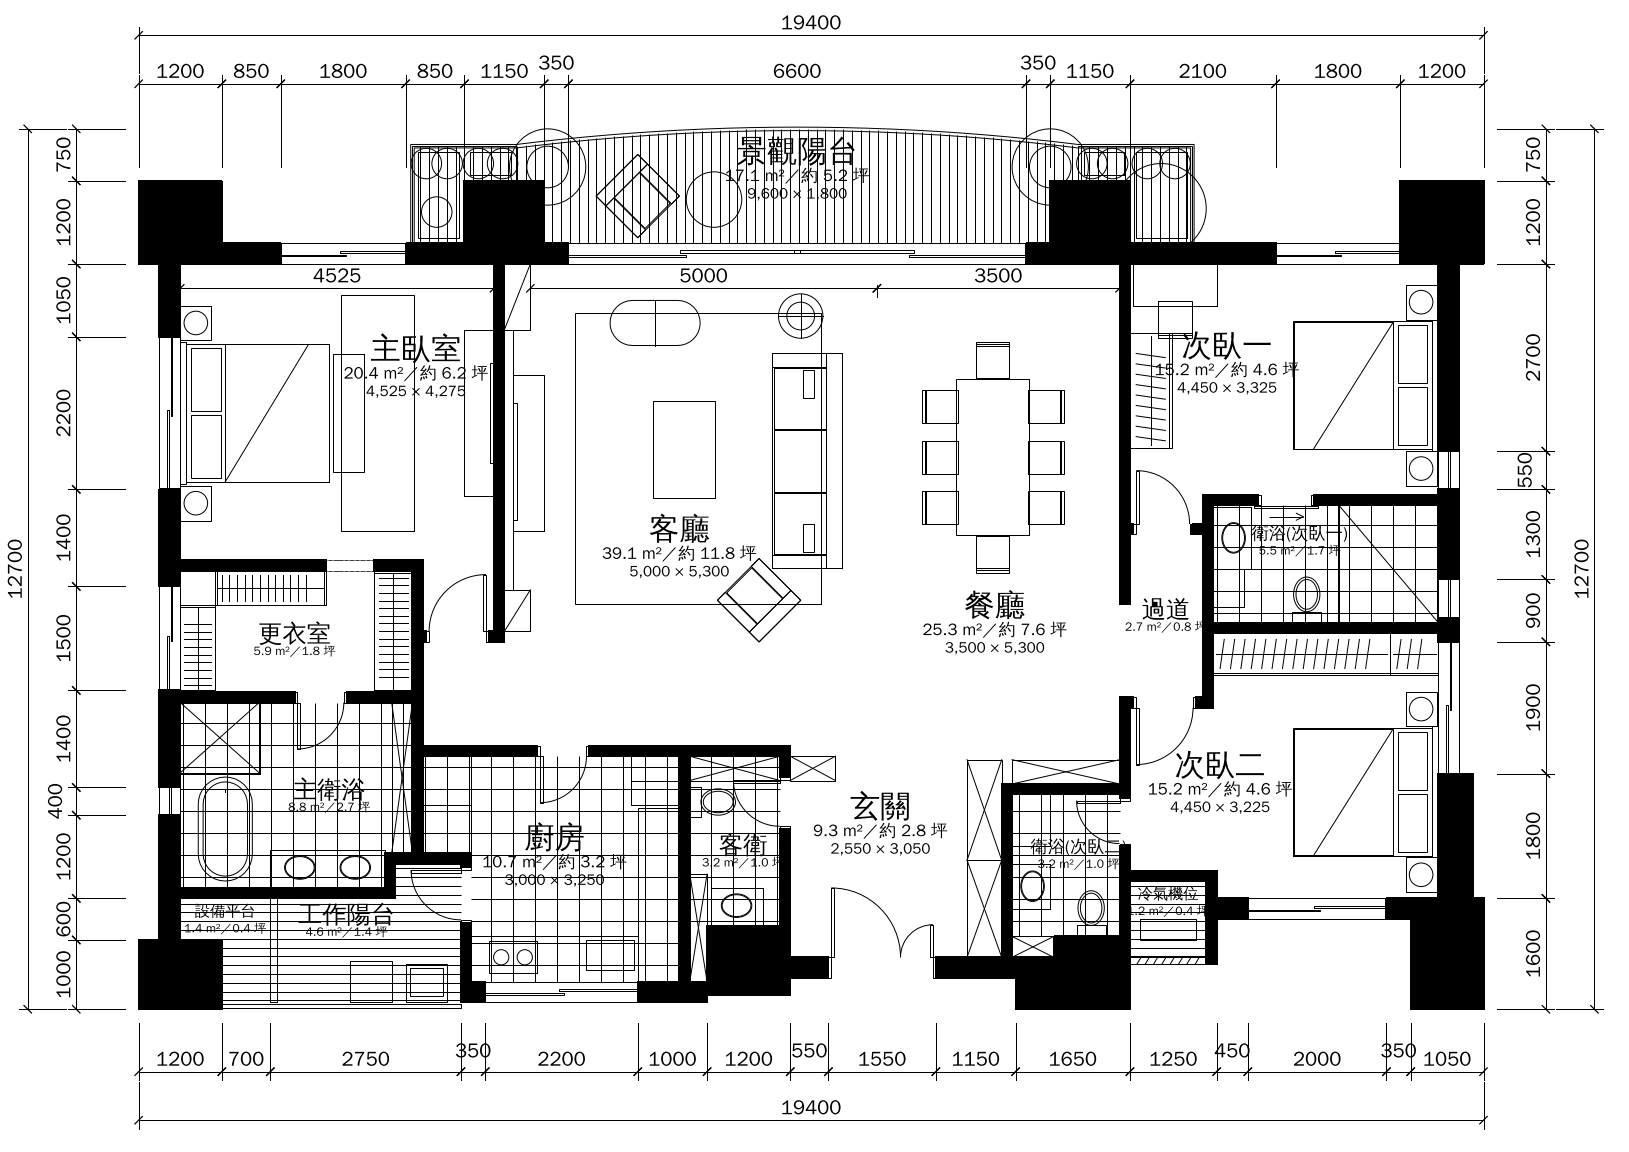 19400
1200 850 1800 850 1150 350 6600 350 1150 2100 1800 1200
750
1200
1050
2200
1400
1500
1400
400
1200
600
1000
12700
景觀陽台
17.1 m²／約 5.2 坪
9,600 × 1,800
4525 5000 3500
主臥室
20.4 m²／約 6.2 坪
4,525 × 4,275
次臥一
15.2 m²／約 4.6 坪
4,450 × 3,325
客廳
39.1 m²／約 11.8 坪
5,000 × 5,300
衛浴(次臥一)
5.5 m²／1.7 坪
餐廳
25.3 m²／約 7.6 坪
3,500 × 5,300
過道
2.7 m²／0.8 坪
更衣室
5.9 m²／1.8 坪
主衛浴
8.8 m²／2.7 坪
次臥二
15.2 m²／約 4.6 坪
4,450 × 3,225
玄關
9.3 m²／約 2.8 坪
2,550 × 3,050
廚房
10.7 m²／約 3.2 坪
3,000 × 3,250
客衛
3.2 m²／1.0 坪
衛浴(次臥
3.2 m²／1.0 坪
冷氣機位
1.2 m²／0.4 坪
設備平台
1.4 m²／0.4 坪
工作陽台
4.6 m²／1.4 坪
750
1200
2700
550
1300
900
1900
1800
1600
12700
1200 700 2750 350 2200 1000 1200 550 1550 1150 1650 1250 450 2000 350 1050
19400